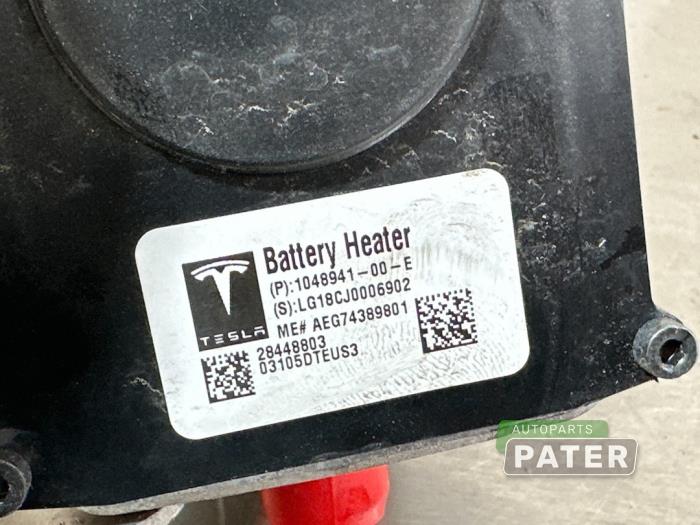 Battery Heater
(P):1048941-00-E
(S):LG18CJ0006902
ME# AEG74389801
TESLA
28448803
03105DTEUS3
AUTOPARTS
PATER